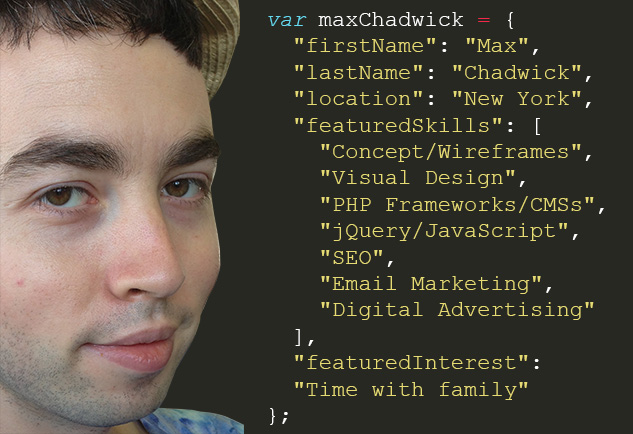 var maxChadwick = {
"firstName": "Max",
"lastName": "Chadwick",
"location": "New York",
"featuredSkills": [
"Concept/Wireframes",
"Visual Design",
"PHP Frameworks/CMSs",
"jQuery/JavaScript",
"SEO",
"Email Marketing",
"Digital Advertising"
],
"featuredInterest":
"Time with family"
};